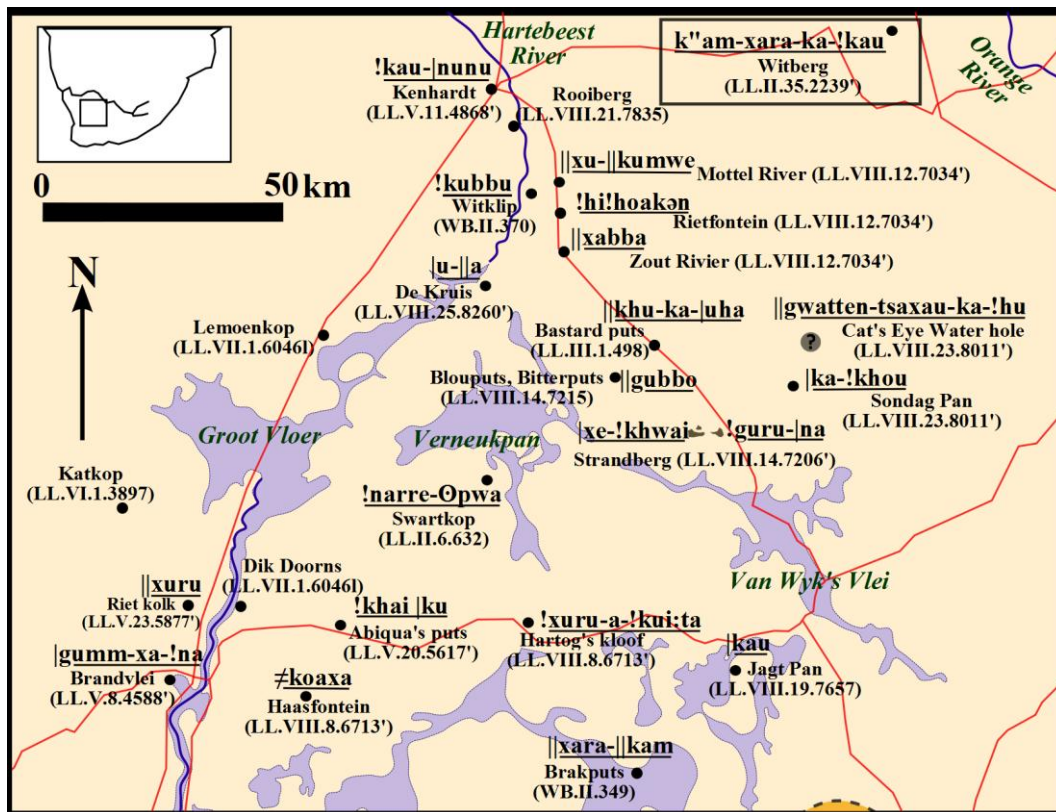 Hartebeest
River
k"am-xara-ka-!kau
Witberg
(LL.II.35.2239')
Orange
River
!kau-|nunu
Kenhardt
(LL.V.11.4868')
Rooiberg
(LL.VIII.21.7835
0 50 km
||xu-||kumwe
Mottel River (LL.VIII.12.7034')
!kubbu
Witklip
(WB.II.370)
!hi!hoakən
Rietfontein (LL.VIII.12.7034')
||xabba
Zout Rivier (LL.VIII.12.7034')
N
|u-||a
De Kruis
(LL.VIII.25.8260')
Lemoenkop
(LL.VII.1.6046l)
||khu-ka-|uha
Bastard puts
(LL.III.1.498)
||gwatten-tsaxau-ka-!hu
?
Cat's Eye Water hole
(LL.VIII.23.8011')
Blouputs, Bitterputs
(LL.VIII.14.7215)
||gubbo
|ka-!khou
Sondag Pan
(LL.VIII.23.8011')
Groot Vloer
Verneukpan
|xe-!khwai !guru-|na
Strandberg (LL.VIII.14.7206')
Katkop
(LL.VI.1.3897)
!narre-ʘpwa
Swartkop
(LL.II.6.632)
Dik Doorns
(LL.VII.1.6046l)
Van Wyk's Vlei
||xuru
Riet kolk
(LL.V.23.5877')
!khai |ku
Abiqua's puts
(LL.V.20.5617')
!xuru-a-!kui:ta
Hartog's kloof
(LL.VIII.8.6713')
|gumm-xa-!na
Brandvlei
(LL.V.8.4588')
|kau
Jagt Pan
(LL.VIII.19.7657)
≠koaxa
Haasfontein
(LL.VIII.8.6713')
||xara-||kam
Brakputs
(WB.II.349)